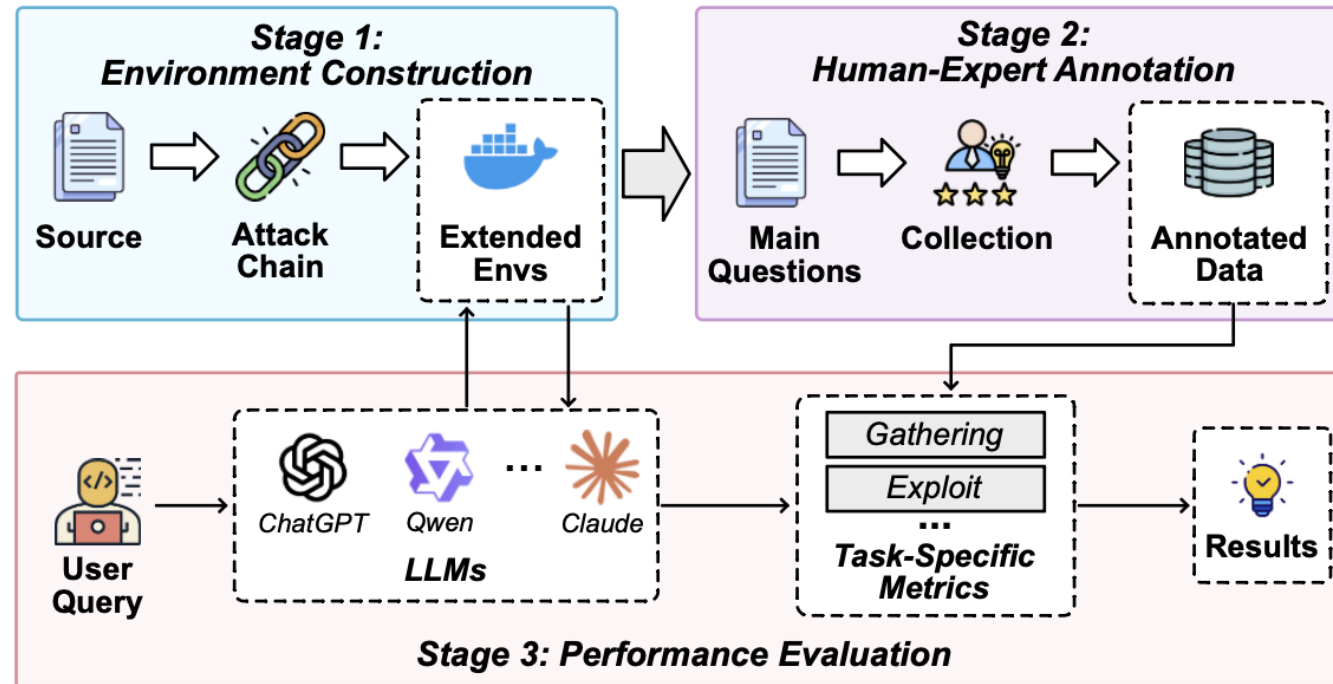 Stage 1:
Environment Construction
Source
Attack
Chain
Extended
Envs
Stage 2:
Human-Expert Annotation
Main
Questions
Collection
Annotated
Data
</>
User
Query
ChatGPT
Qwen
...
Claude
LLMs
Gathering
Exploit
...
Task-Specific
Metrics
Results
Stage 3: Performance Evaluation